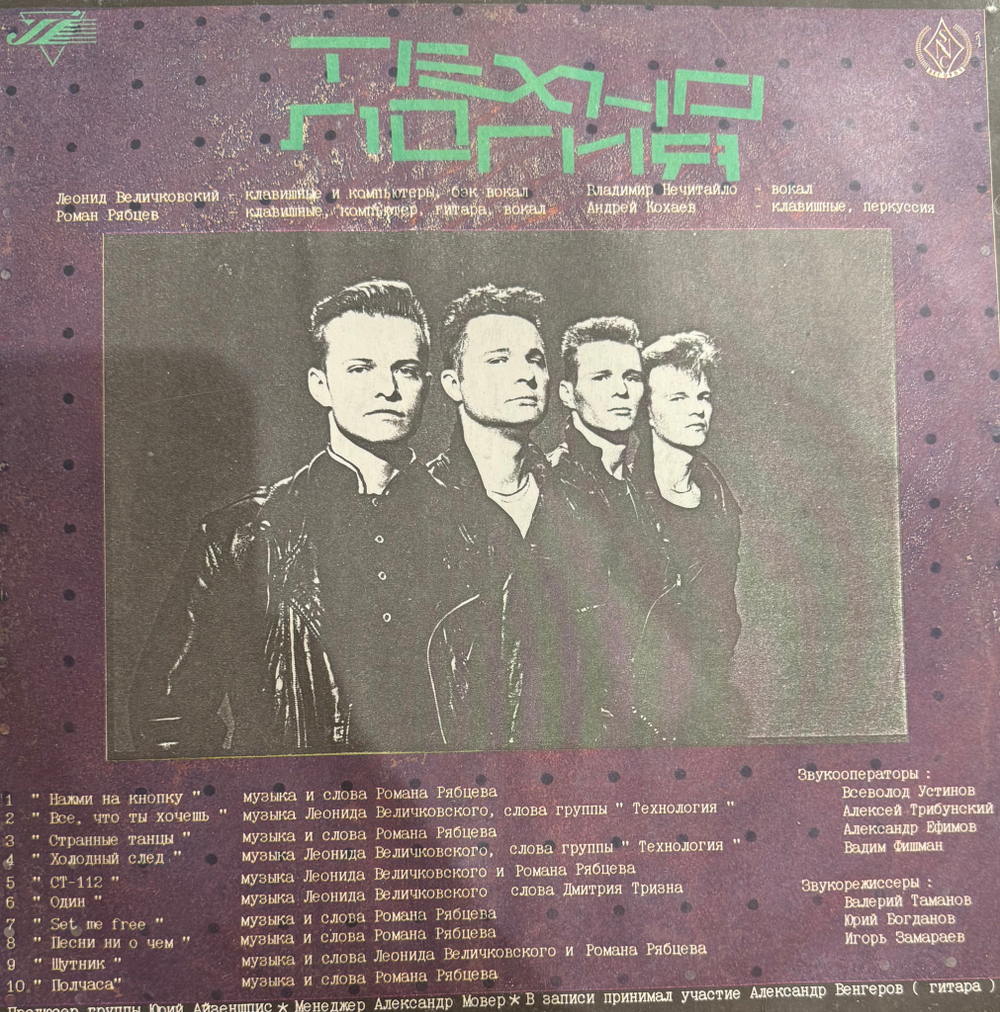 ТЕХНО
ЛОГИЯ
SNC
RECORDS
Леонид Величковский - клавишные и компьютеры, бэк вокал
Роман Рябцев - клавишные, компьютер, гитара, вокал
Владимир Нечитайло - вокал
Андрей Кохаев - клавишные, перкуссия
1 " Нажми на кнопку " музыка и слова Романа Рябцева
2 " Все, что ты хочешь " музыка Леонида Величковского, слова группы " Технология "
3 " Странные танцы " музыка и слова Романа Рябцева
4 " Холодный след " музыка Леонида Величковского, слова группы " Технология "
5 " СТ-112 " музыка Леонида Величковского и Романа Рябцева
6 " Один " музыка Леонида Величковского слова Дмитрия Тризна
7 " Set me free " музыка и слова Романа Рябцева
8 " Песни ни о чем " музыка и слова Романа Рябцева
9 " Шутник " музыка и слова Леонида Величковского и Романа Рябцева
10. " Полчаса" музыка и слова Романа Рябцева
Звукооператоры :
Всеволод Устинов
Алексей Трибунский
Александр Ефимов
Вадим Фишман
Звукорежиссеры :
Валерий Таманов
Юрий Богданов
Игорь Замараев
Продюсер группы Юрий Айзеншпис * Менеджер Александр Мовер * В записи принимал участие Александр Венгеров ( гитара )